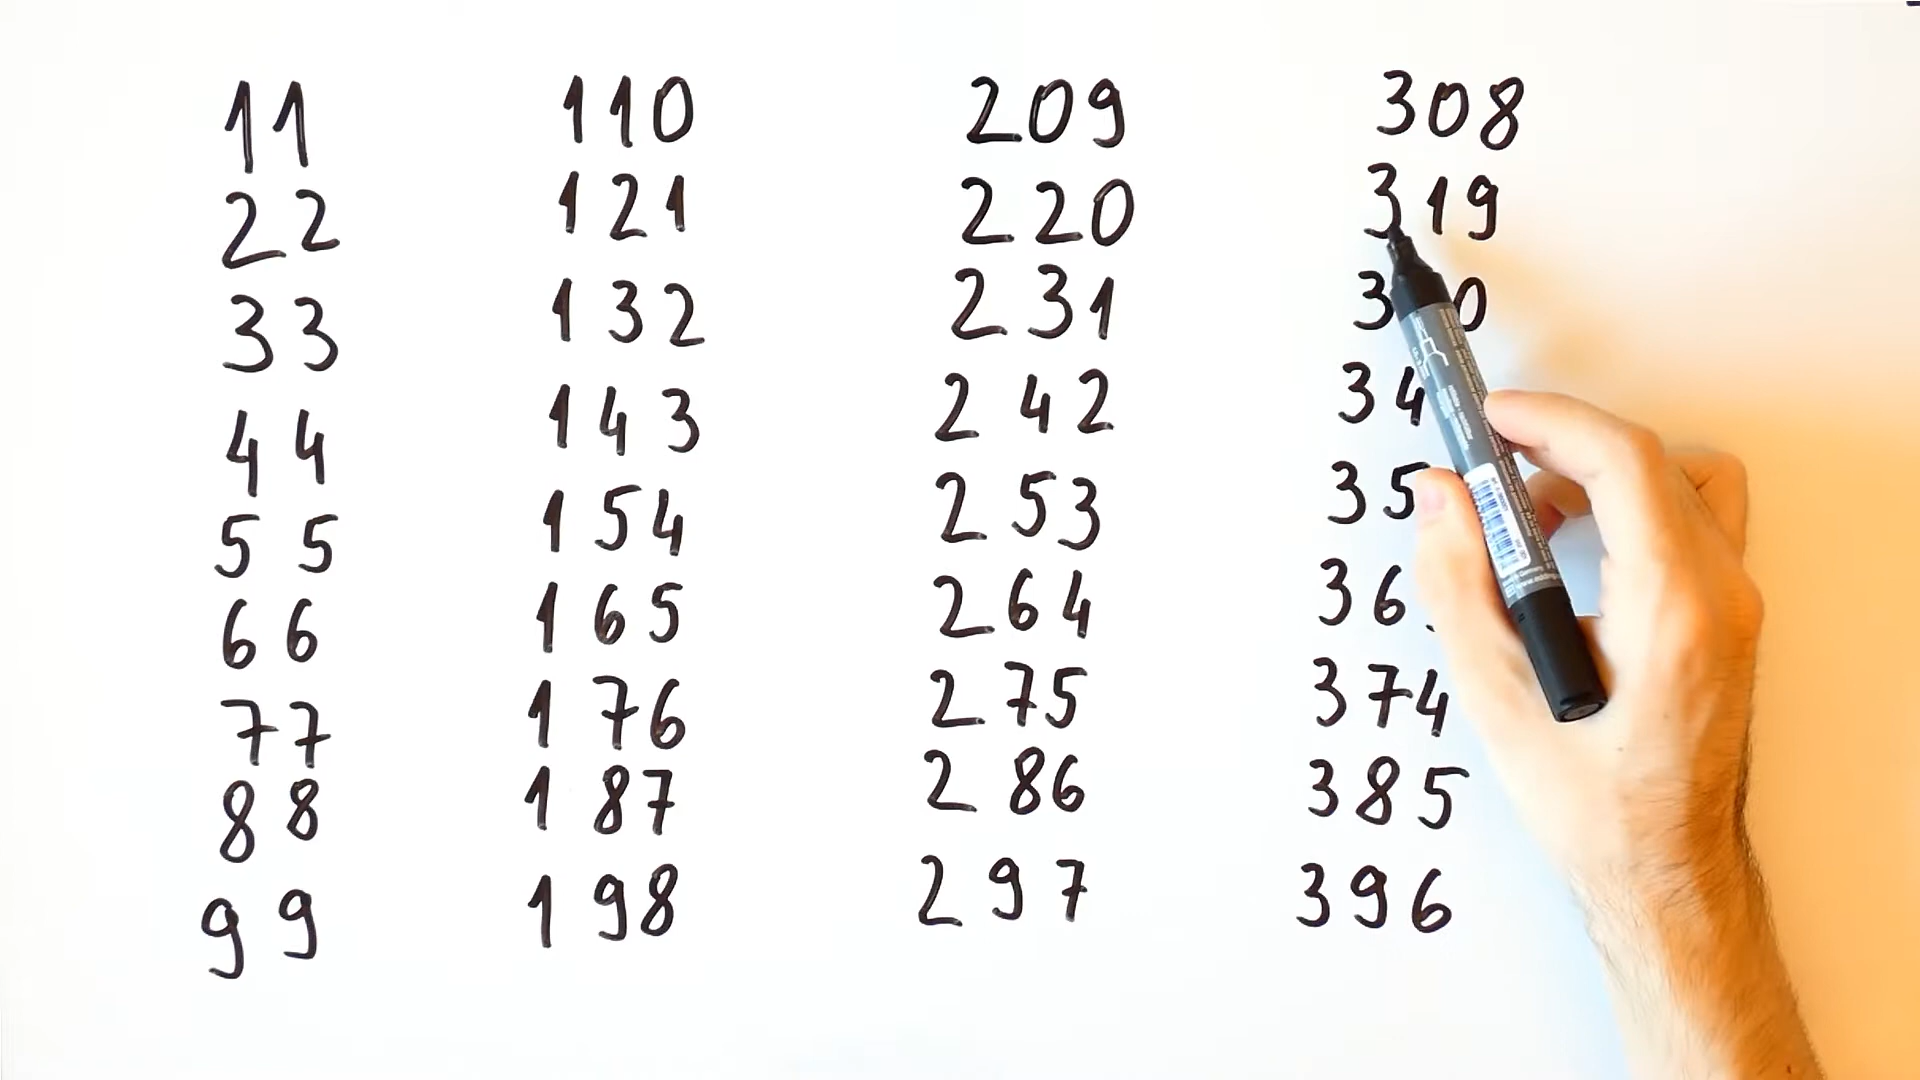 11 110 209 308
22 121 220 319
33 132 231
44 143 242
55 154 253
66 165 264
77 176 275 374
88 187 286 385
99 198 297 396